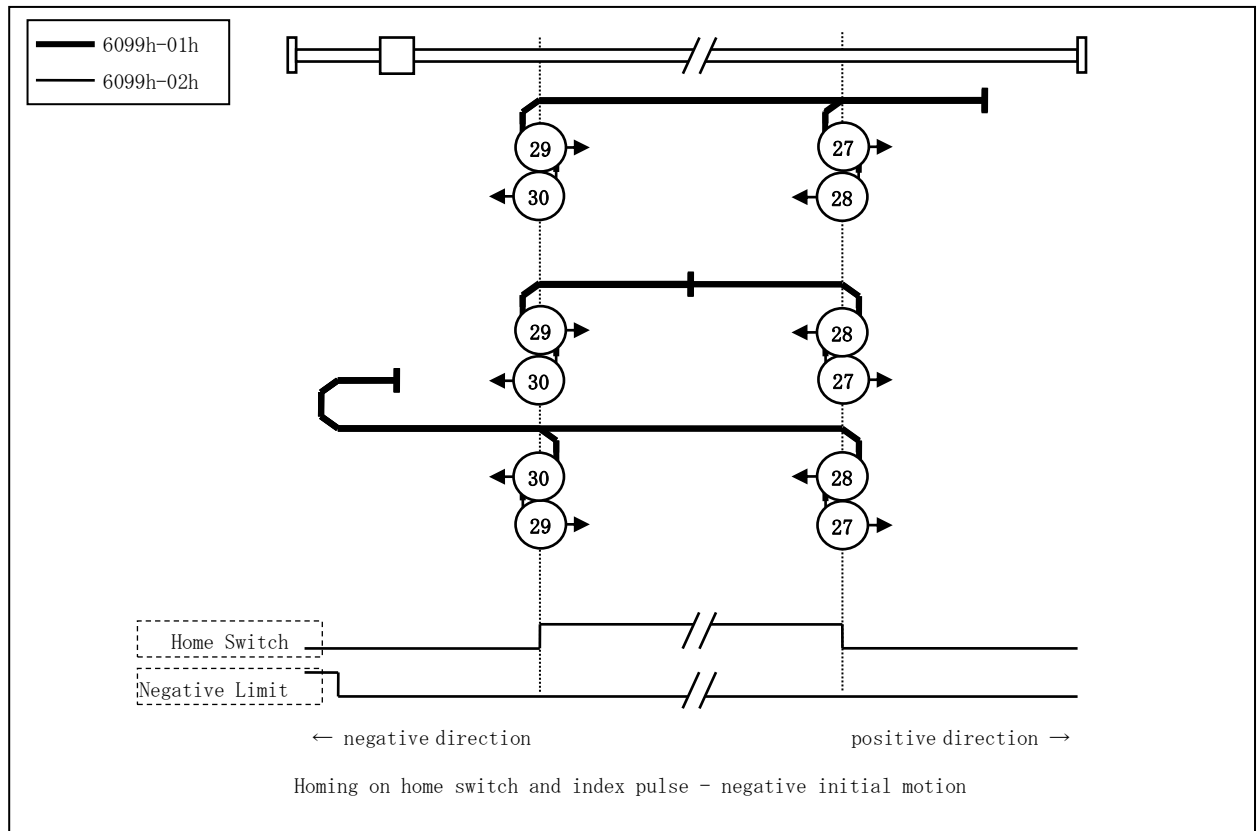 6099h-01h
6099h-02h
29
27
30
28
29
28
30
27
30
28
29
27
Home Switch
Negative Limit
← negative direction
positive direction →
Homing on home switch and index pulse - negative initial motion